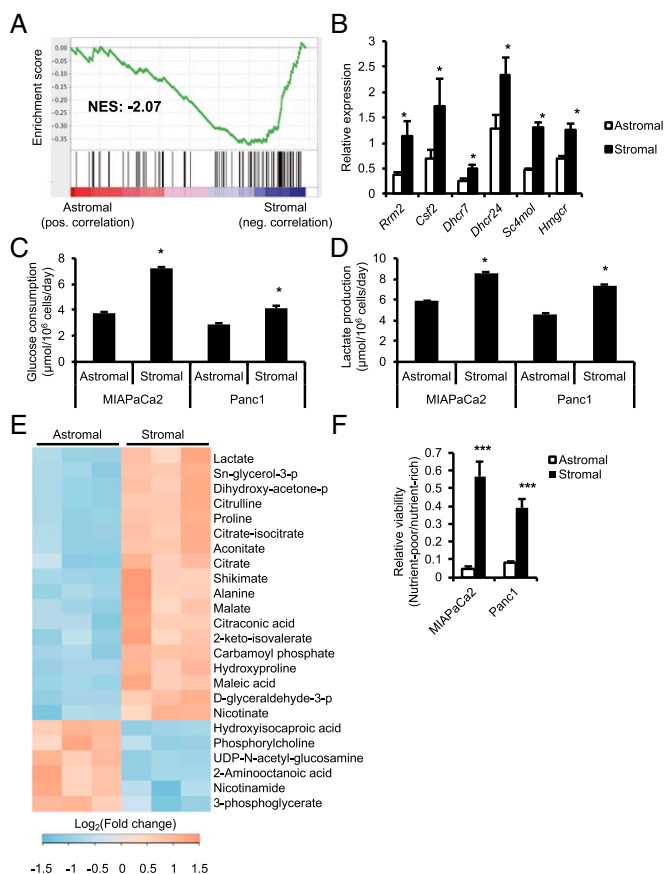 A
Enrichment score
0.00
-0.05
-0.10
-0.15
-0.20
-0.25
-0.30
-0.35
NES: -2.07
Astromal
(pos. correlation)
Stromal
(neg. correlation)
B
Relative expression
3
2.5
2
1.5
1
0.5
0
* * * * * *
Astromal
Stromal
Rrm2
Csf2
Dhcr7
Dhcr24
Sc4mol
Hmgcr
C
Glucose consumption
(µmol/10⁶ cells/day)
8
6
4
2
0
* *
Astromal Stromal Astromal Stromal
MIAPaCa2 Panc1
D
Lactate production
(µmol/10⁶ cells/day)
10
8
6
4
2
0
* *
Astromal Stromal Astromal Stromal
MIAPaCa2 Panc1
E
Astromal Stromal
Lactate
Sn-glycerol-3-p
Dihydroxy-acetone-p
Citrulline
Proline
Citrate-isocitrate
Aconitate
Citrate
Shikimate
Alanine
Malate
Citraconic acid
2-keto-isovalerate
Carbamoyl phosphate
Hydroxyproline
Maleic acid
D-glyceraldehyde-3-p
Nicotinate
Hydroxyisocaproic acid
Phosphorylcholine
UDP-N-acetyl-glucosamine
2-Aminooctanoic acid
Nicotinamide
3-phosphoglycerate
Log₂(Fold change)
-1.5 -1 -0.5 0 0.5 1 1.5
F
Relative viability
(Nutrient-poor/nutrient-rich)
0.7
0.6
0.5
0.4
0.3
0.2
0.1
0
*** ***
Astromal
Stromal
MIAPaCa2
Panc1